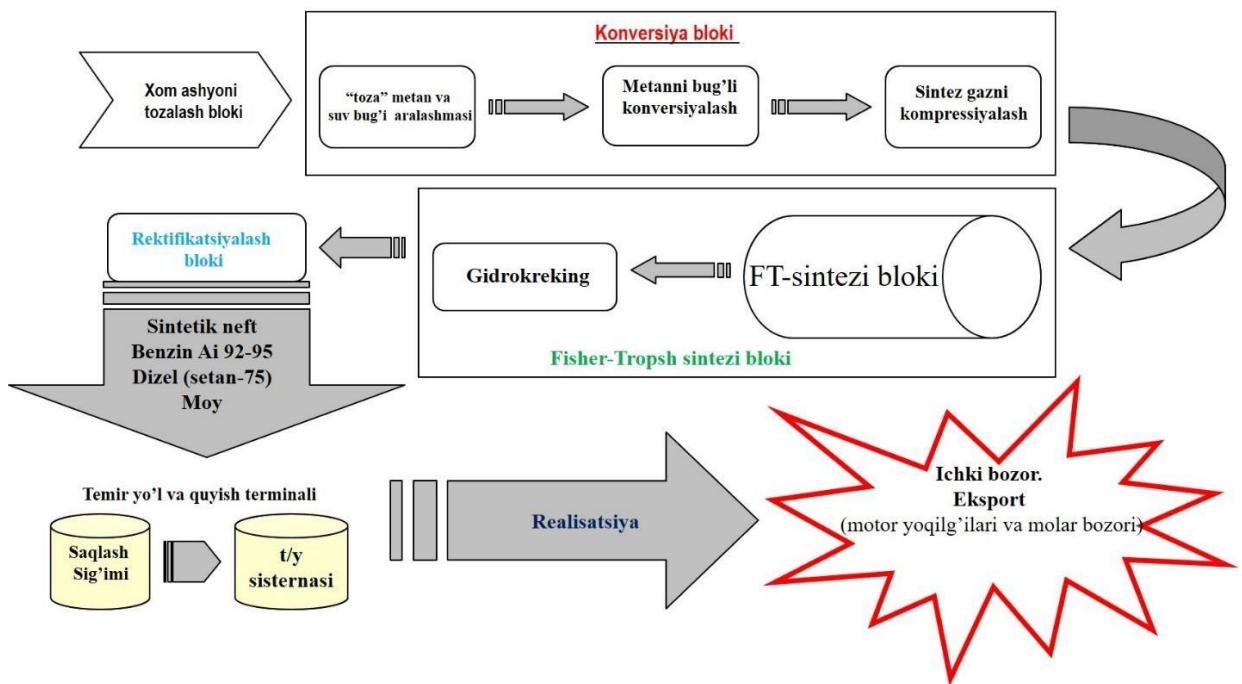 Konversiya bloki
Xom ashyoni
tozalash bloki
“toza” metan va
suv bug’i aralashmasi
Metanni bug’li
konversiyalash
Sintez gazni
kompressiyalash
Rektifikatsiyalash
bloki
Gidrokreking
FT-sintezi bloki
Fisher-Tropsh sintezi bloki
Sintetik neft
Benzin Ai 92-95
Dizel (setan-75)
Moy
Temir yo’l va quyish terminali
Saqlash
Sig’imi
t/y
sisternasi
Realisatsiya
Ichki bozor.
Eksport
(motor yoqilg’ilari va molar bozori)